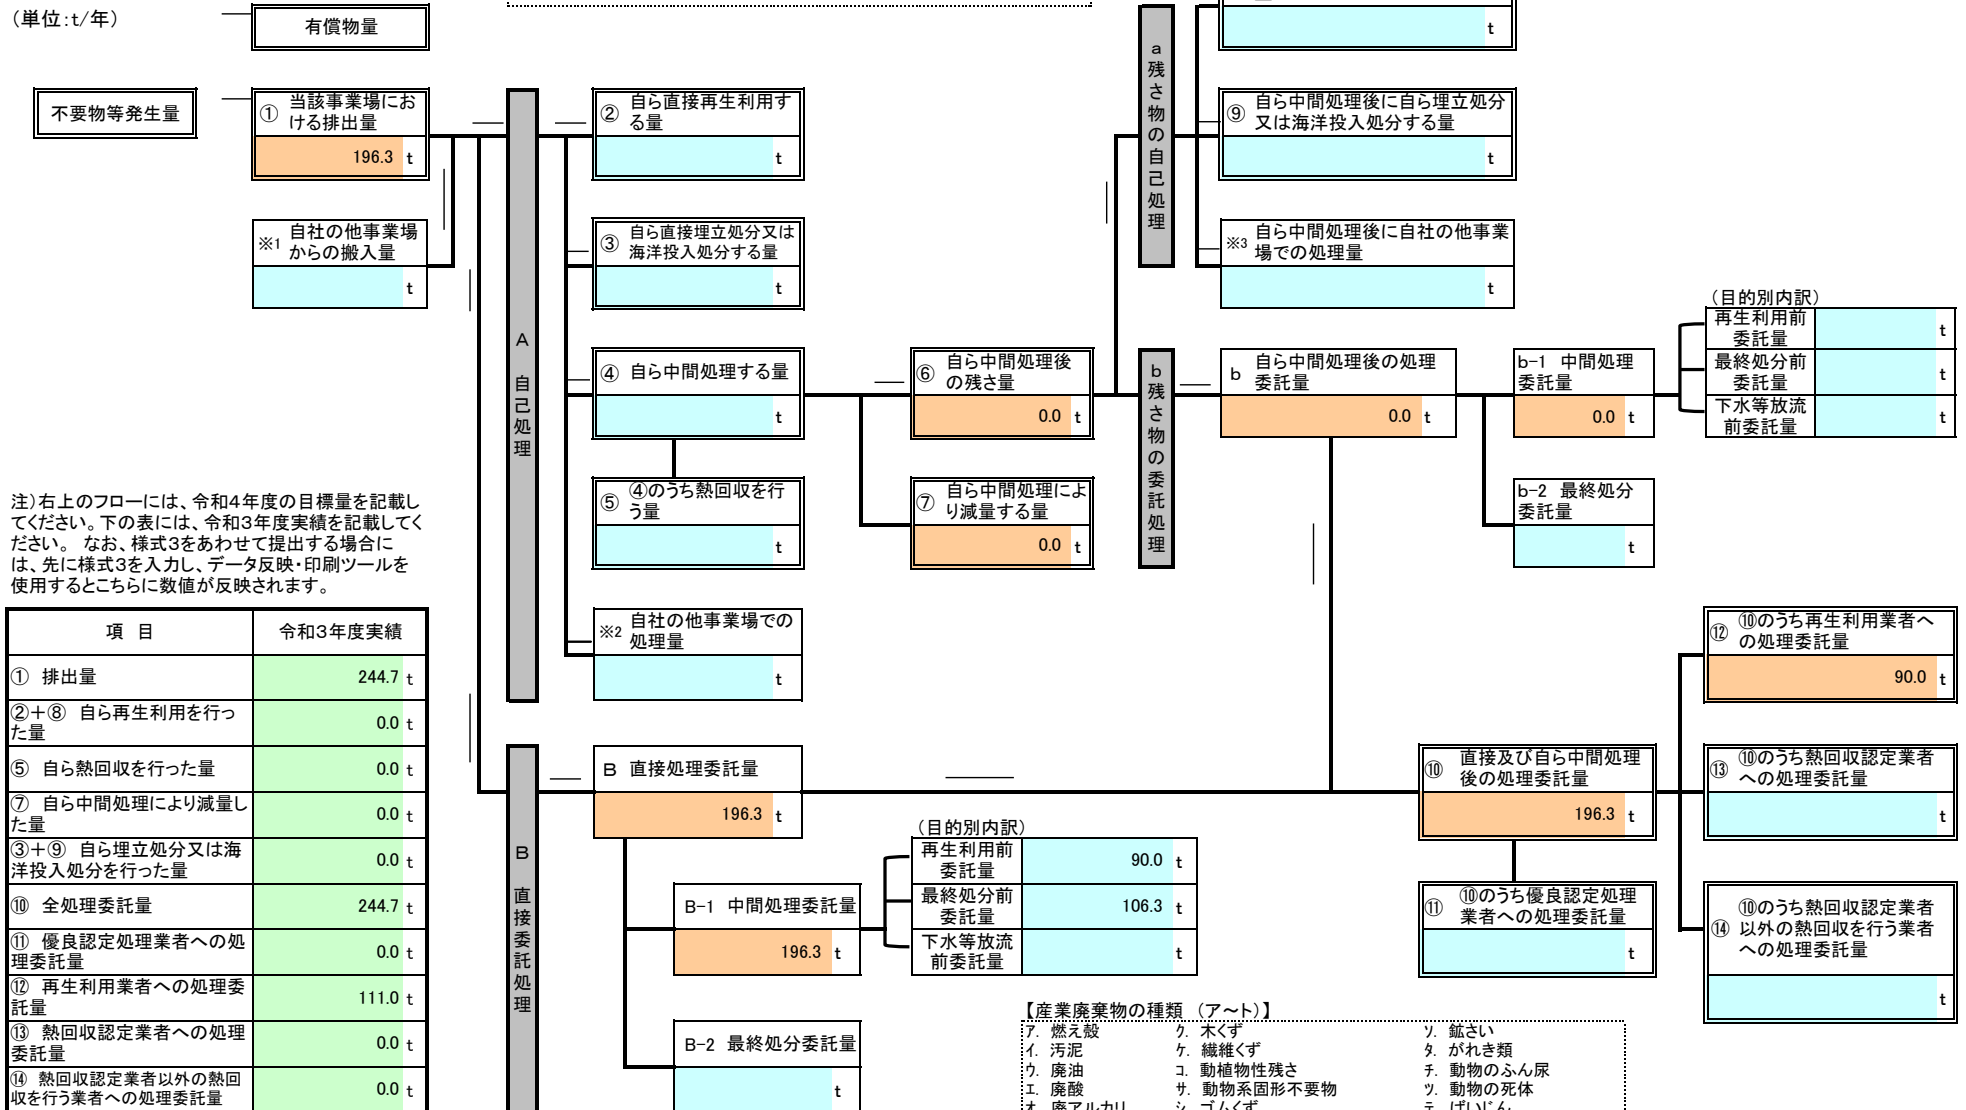 （単位:t/年）
有償物量
t
不要物等発生量
① 当該事業場にお
ける排出量
196.3 t
※1 自社の他事業場
からの搬入量
t
A 自己処理
② 自ら直接再生利用す
る量
t
③ 自ら直接埋立処分又は
海洋投入処分する量
t
④ 自ら中間処理する量
t
⑤ ④のうち熱回収を行
う量
t
※2 自社の他事業場での
処理量
t
⑥ 自ら中間処理後
の残さ量
0.0 t
⑦ 自ら中間処理によ
り減量する量
0.0 t
a 残さ物の自己処理
⑨ 自ら中間処理後に自ら埋立処分
又は海洋投入処分する量
t
※3 自ら中間処理後に自社の他事業
場での処理量
t
b 残さ物の委託処理
b 自ら中間処理後の処理
委託量
0.0 t
b-1 中間処理
委託量
0.0 t
（目的別内訳）
再生利用前
委託量
t
最終処分前
委託量
t
下水等放流
前委託量
t
b-2 最終処分
委託量
t
注）右上のフローには、令和４年度の目標量を記載し
てください。下の表には、令和３年度実績を記載してく
ださい。 なお、様式３をあわせて提出する場合に
は、先に様式３を入力し、データ反映・印刷ツールを
使用するとこちらに数値が反映されます。
項 目 令和３年度実績
① 排出量 244.7 t
②＋⑧ 自ら再生利用を行っ
た量 0.0 t
⑤ 自ら熱回収を行った量 0.0 t
⑦ 自ら中間処理により減量し
た量 0.0 t
③＋⑨ 自ら埋立処分又は海
洋投入処分を行った量 0.0 t
⑩ 全処理委託量 244.7 t
⑪ 優良認定処理業者への処
理委託量 0.0 t
⑫ 再生利用業者への処理委
託量 111.0 t
⑬ 熱回収認定業者への処理
委託量 0.0 t
⑭ 熱回収認定業者以外の熱回
収を行う業者への処理委託量 0.0 t
B 直接委託処理
B 直接処理委託量
196.3 t
B-1 中間処理委託量
196.3 t
（目的別内訳）
再生利用前
委託量
90.0 t
最終処分前
委託量
106.3 t
下水等放流
前委託量
t
B-2 最終処分委託量
t
⑩ 直接及び自ら中間処理
後の処理委託量
196.3 t
⑪ ⑩のうち優良認定処理
業者への処理委託量
t
⑫ ⑩のうち再生利用業者へ
の処理委託量
90.0 t
⑬ ⑩のうち熱回収認定業者
への処理委託量
t
⑭ ⑩のうち熱回収認定業者
以外の熱回収を行う業者
への処理委託量
t
【産業廃棄物の種類 （ア～ト）】
ア. 燃え殻 ク. 木くず ソ. 鉱さい
イ. 汚泥 ケ. 繊維くず タ. がれき類
ウ. 廃油 コ. 動植物性残さ チ. 動物のふん尿
エ. 廃酸 サ. 動物系固形不要物 ツ. 動物の死体
オ. 廃アルカリ シ. ゴムくず テ. ばいじん